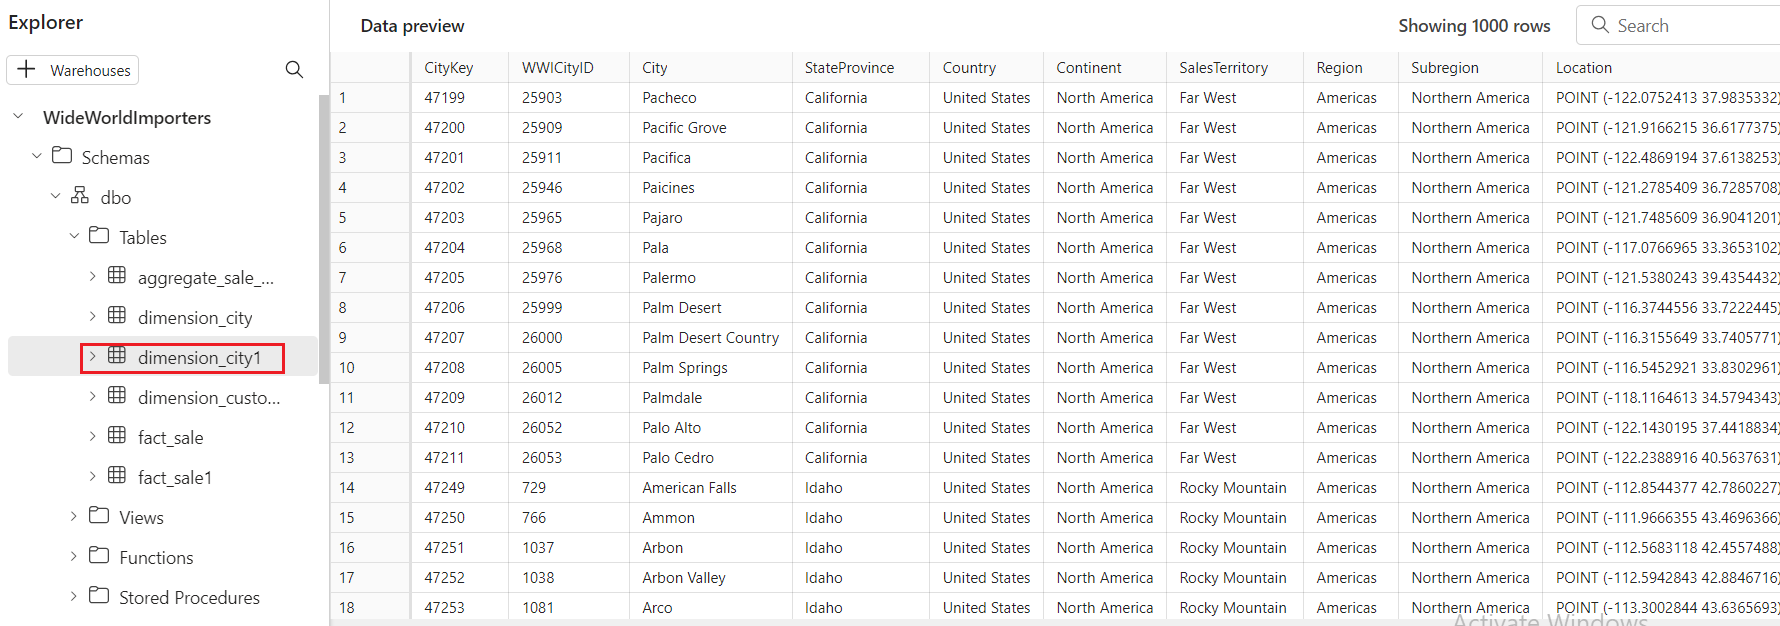 Explorer
Warehouses
WideWorldImporters
Schemas
dbo
Tables
aggregate_sale_...
dimension_city
dimension_city1
dimension_custo...
fact_sale
fact_sale1
Views
Functions
Stored Procedures
Data preview
Showing 1000 rows
Search
CityKey WWICityID City StateProvince Country Continent SalesTerritory Region Subregion Location
1 47199 25903 Pacheco California United States North America Far West Americas Northern America POINT (-122.0752413 37.9835332)
2 47200 25909 Pacific Grove California United States North America Far West Americas Northern America POINT (-121.9166215 36.6177375)
3 47201 25911 Pacifica California United States North America Far West Americas Northern America POINT (-122.4869194 37.6138253)
4 47202 25946 Paicines California United States North America Far West Americas Northern America POINT (-121.2785409 36.7285708)
5 47203 25965 Pajaro California United States North America Far West Americas Northern America POINT (-121.7485609 36.9041201)
6 47204 25968 Pala California United States North America Far West Americas Northern America POINT (-117.0766965 33.3653102)
7 47205 25976 Palermo California United States North America Far West Americas Northern America POINT (-121.5380243 39.4354432)
8 47206 25999 Palm Desert California United States North America Far West Americas Northern America POINT (-116.3744556 33.7222445)
9 47207 26000 Palm Desert Country California United States North America Far West Americas Northern America POINT (-116.3155649 33.7405771)
10 47208 26005 Palm Springs California United States North America Far West Americas Northern America POINT (-116.5452921 33.8302961)
11 47209 26012 Palmdale California United States North America Far West Americas Northern America POINT (-118.1164613 34.5794343)
12 47210 26052 Palo Alto California United States North America Far West Americas Northern America POINT (-122.1430195 37.4418834)
13 47211 26053 Palo Cedro California United States North America Far West Americas Northern America POINT (-122.2388916 40.5637631)
14 47249 729 American Falls Idaho United States North America Rocky Mountain Americas Northern America POINT (-112.8544377 42.7860227)
15 47250 766 Ammon Idaho United States North America Rocky Mountain Americas Northern America POINT (-111.9666355 43.4696366)
16 47251 1037 Arbon Idaho United States North America Rocky Mountain Americas Northern America POINT (-112.5683118 42.4557488)
17 47252 1038 Arbon Valley Idaho United States North America Rocky Mountain Americas Northern America POINT (-112.5942843 42.8846716)
18 47253 1081 Arco Idaho United States North America Rocky Mountain Americas Northern America POINT (-113.3002844 43.6365693)
Activate Windows